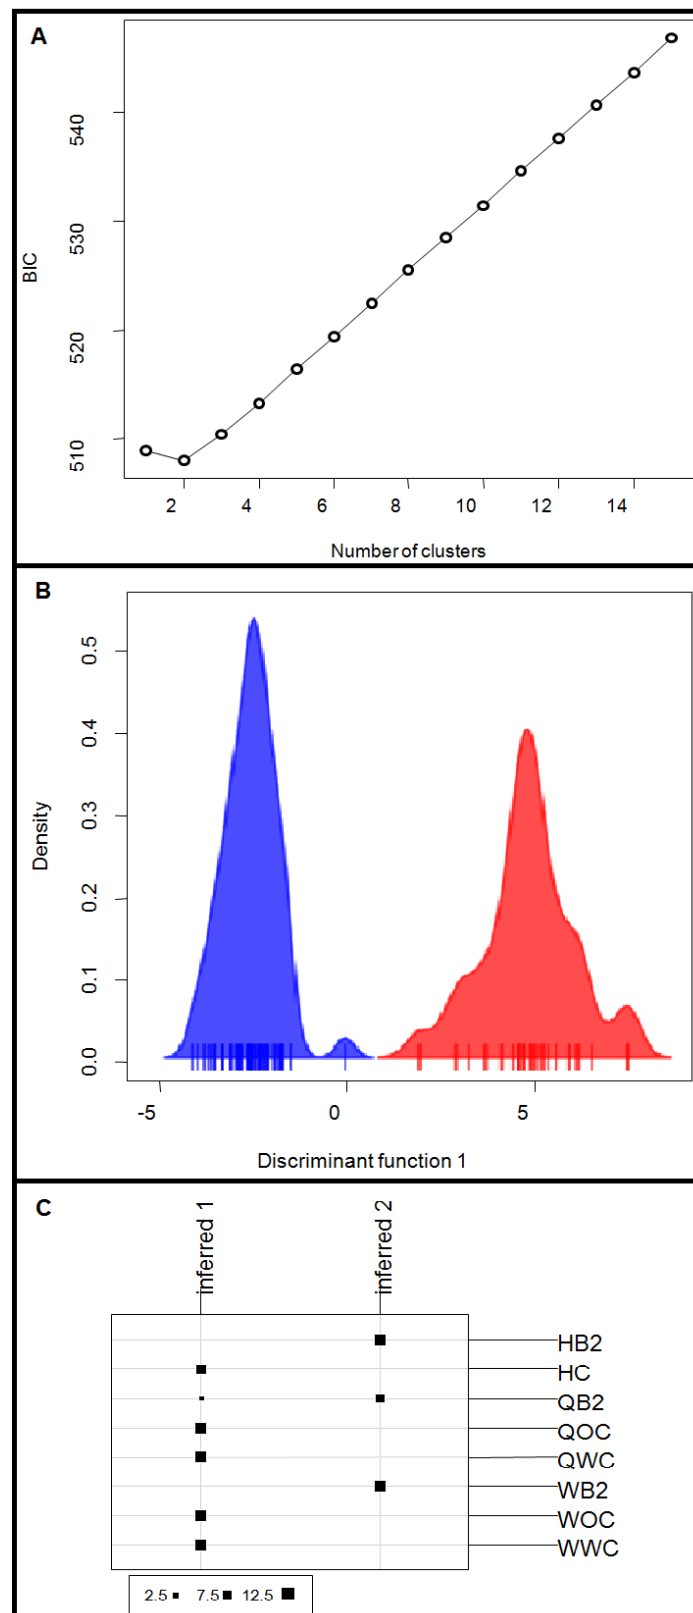 A
540
530
520
510
BIC
2 4 6 8 10 12 14
Number of clusters
B
0.5
0.4
0.3
0.2
0.1
0.0
Density
-5 0 5
Discriminant function 1
C
inferred 1
inferred 2
HB2
HC
QB2
QOC
QWC
WB2
WOC
WWC
2.5 7.5 12.5